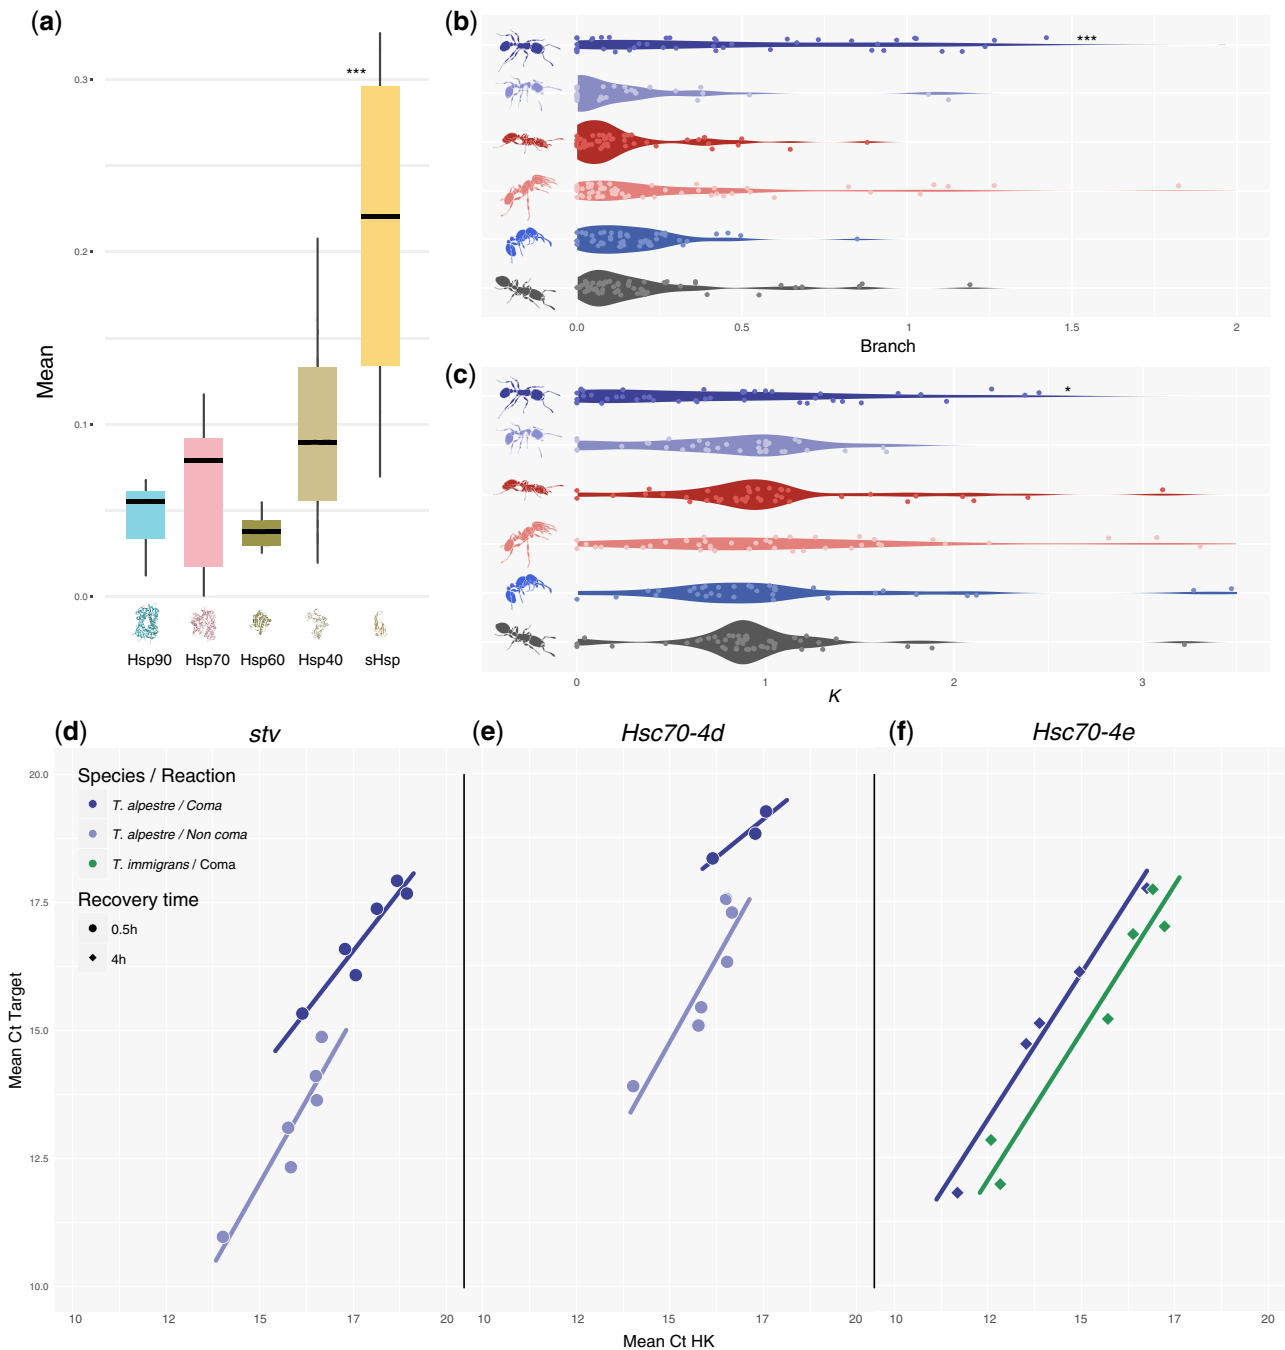 (a)
Mean
0.3
0.2
0.1
0.0
***
Hsp90 Hsp70 Hsp60 Hsp40 sHsp
(b)
***
0.0 0.5 1 1.5 2
Branch
(c)
*
0 1 2 3
K
(d) stv
(e) Hsc70-4d
(f) Hsc70-4e
Mean Ct Target
20.0
17.5
15.0
12.5
10.0
Species / Reaction
T. alpestre / Coma
T. alpestre / Non coma
T. immigrans / Coma
Recovery time
0.5h
4h
10 12 15 17 20
10 12 15 17 20
10 12 15 17 20
Mean Ct HK